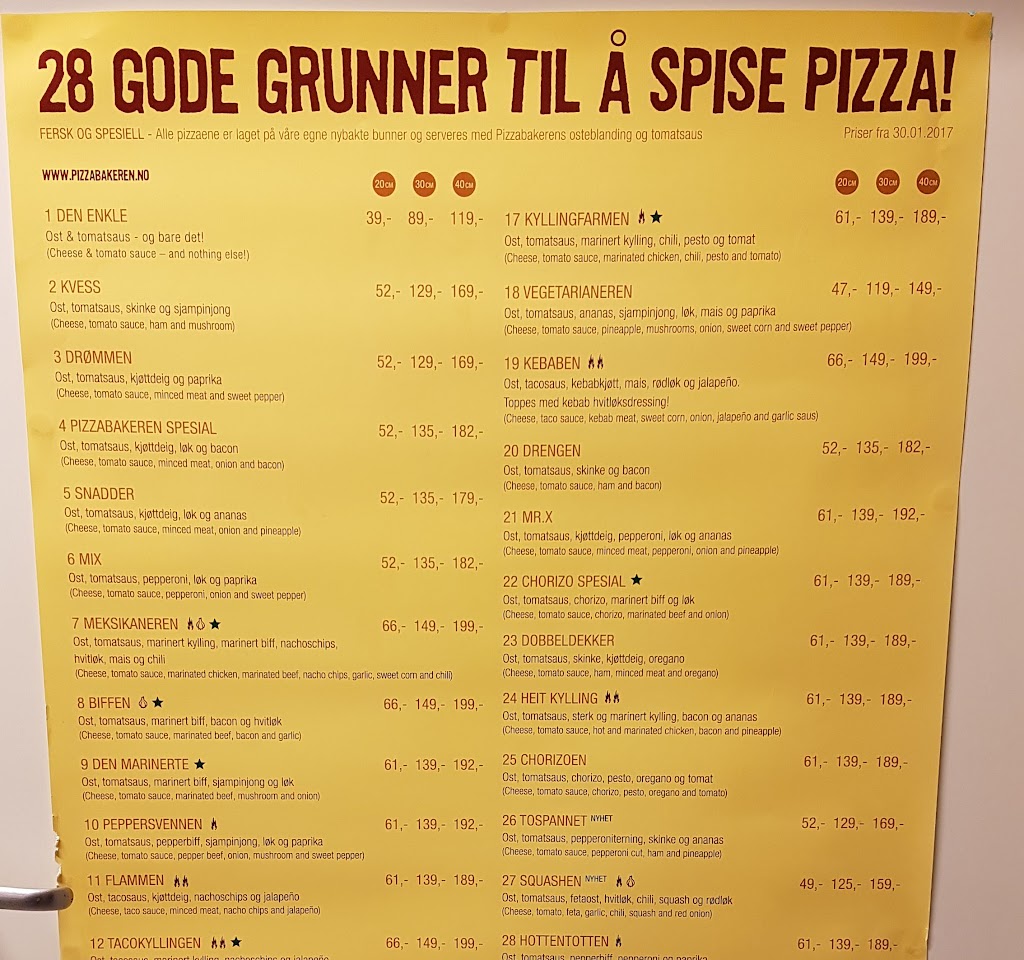 28 GODE GRUNNER TIL Å SPISE PIZZA!
FERSK OG SPESIELL - Alle pizzaene er laget på våre egne nybakte bunner og serveres med Pizzabakerens osteblanding og tomatsaus
Priser fra 30.01.2017
WWW.PIZZABAKEREN.NO
20CM 30CM 40CM
1 DEN ENKLE 39,- 89,- 119,-
Ost & tomatsaus - og bare det!
(Cheese & tomato sauce – and nothing else!)
2 KVESS 52,- 129,- 169,-
Ost, tomatsaus, skinke og sjampinjong
(Cheese, tomato sauce, ham and mushroom)
3 DRØMMEN 52,- 129,- 169,-
Ost, tomatsaus, kjøttdeig og paprika
(Cheese, tomato sauce, minced meat and sweet pepper)
4 PIZZABAKEREN SPESIAL 52,- 135,- 182,-
Ost, tomatsaus, kjøttdeig, løk og bacon
(Cheese, tomato sauce, minced meat, onion and bacon)
5 SNADDER 52,- 135,- 179,-
Ost, tomatsaus, kjøttdeig, løk og ananas
(Cheese, tomato sauce, minced meat, onion and pineapple)
6 MIX 52,- 135,- 182,-
Ost, tomatsaus, pepperoni, løk og paprika
(Cheese, tomato sauce, pepperoni, onion and sweet pepper)
7 MEKSIKANEREN 66,- 149,- 199,-
Ost, tomatsaus, marinert kylling, marinert biff, nachoschips,
hvitløk, mais og chili
(Cheese, tomato sauce, marinated chicken, marinated beef, nacho chips, garlic, sweet corn and chili)
8 BIFFEN 66,- 149,- 199,-
Ost, tomatsaus, marinert biff, bacon og hvitløk
(Cheese, tomato sauce, marinated beef, bacon and garlic)
9 DEN MARINERTE 61,- 139,- 192,-
Ost, tomatsaus, marinert biff, sjampinjong og løk
(Cheese, tomato sauce, marinated beef, mushroom and onion)
10 PEPPERSVENNEN 61,- 139,- 192,-
Ost, tomatsaus, pepperbiff, sjampinjong, løk og paprika
(Cheese, tomato sauce, pepper beef, onion, mushroom and sweet pepper)
11 FLAMMEN 61,- 139,- 189,-
Ost, tacosaus, kjøttdeig, nachoschips og jalapeño
(Cheese, taco sauce, minced meat, nacho chips and jalapeño)
12 TACOKYLLINGEN 66,- 149,- 199,-
Ost, tomatsaus, marinert kylling, nachoschips og jalapeño
20CM 30CM 40CM
17 KYLLINGFARMEN 61,- 139,- 189,-
Ost, tomatsaus, marinert kylling, chili, pesto og tomat
(Cheese, tomato sauce, marinated chicken, chili, pesto and tomato)
18 VEGETARIANEREN 47,- 119,- 149,-
Ost, tomatsaus, ananas, sjampinjong, løk, mais og paprika
(Cheese, tomato sauce, pineapple, mushrooms, onion, sweet corn and sweet pepper)
19 KEBABEN 66,- 149,- 199,-
Ost, tacosaus, kebabkjøtt, mais, rødløk og jalapeño.
Toppes med kebab hvitløksdressing!
(Cheese, taco sauce, kebab meat, sweet corn, onion, jalapeño and garlic saus)
20 DRENGEN 52,- 135,- 182,-
Ost, tomatsaus, skinke og bacon
(Cheese, tomato sauce, ham and bacon)
21 MR.X 61,- 139,- 192,-
Ost, tomatsaus, kjøttdeig, pepperoni, løk og ananas
(Cheese, tomato sauce, minced meat, pepperoni, onion and pineapple)
22 CHORIZO SPESIAL 61,- 139,- 189,-
Ost, tomatsaus, chorizo, marinert biff og løk
(Cheese, tomato sauce, chorizo, marinated beef and onion)
23 DOBBELDEKKER 61,- 139,- 189,-
Ost, tomatsaus, skinke, kjøttdeig, oregano
(Cheese, tomato sauce, ham, minced meat and oregano)
24 HEIT KYLLING 61,- 139,- 189,-
Ost, tomatsaus, sterk og marinert kylling, bacon og ananas
(Cheese, tomato sauce, hot and marinated chicken, bacon and pineapple)
25 CHORIZOEN 61,- 139,- 189,-
Ost, tomatsaus, chorizo, pesto, oregano og tomat
(Cheese, tomato sauce, chorizo, pesto, oregano and tomato)
26 TOSPANNET NYHET 52,- 129,- 169,-
Ost, tomatsaus, pepperoniterning, skinke og ananas
(Cheese, tomato sauce, pepperoni cut, ham and pineapple)
27 SQUASHEN NYHET 49,- 125,- 159,-
Ost, tomatsaus, fetaost, hvitløk, chili, squash og rødløk
(Cheese, tomato, feta, garlic, chili, squash and red onion)
28 HOTTENTOTTEN 61,- 139,- 189,-
Ost, tomatsaus, pepperbiff, pepperoni og paprika